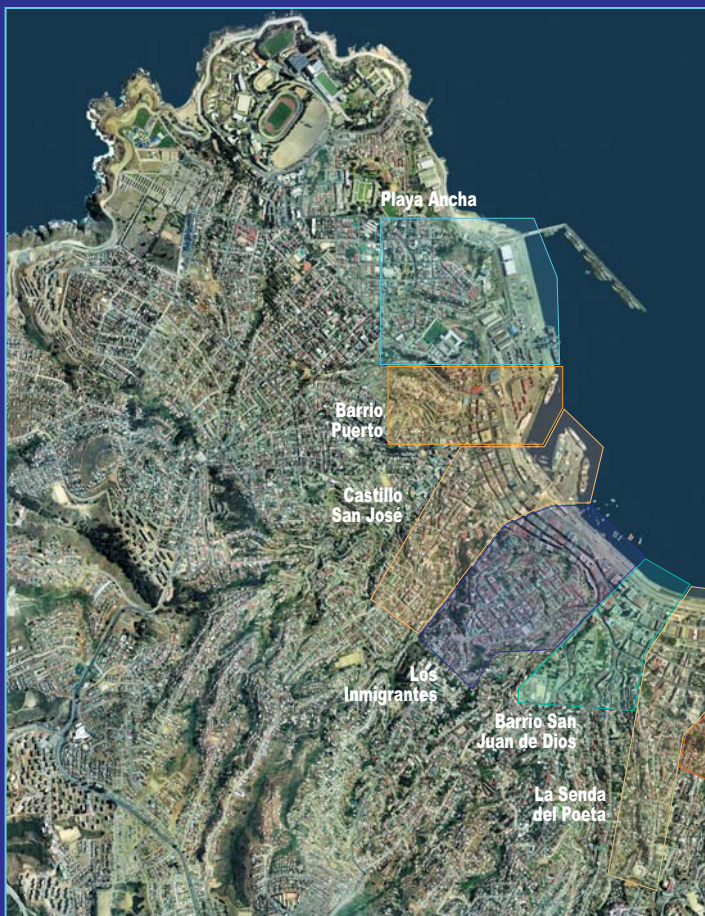 Playa Ancha
Barrio
Puerto
Castillo
San José
Los
Inmigrantes
Barrio San
Juan de Dios
La Senda
del Poeta